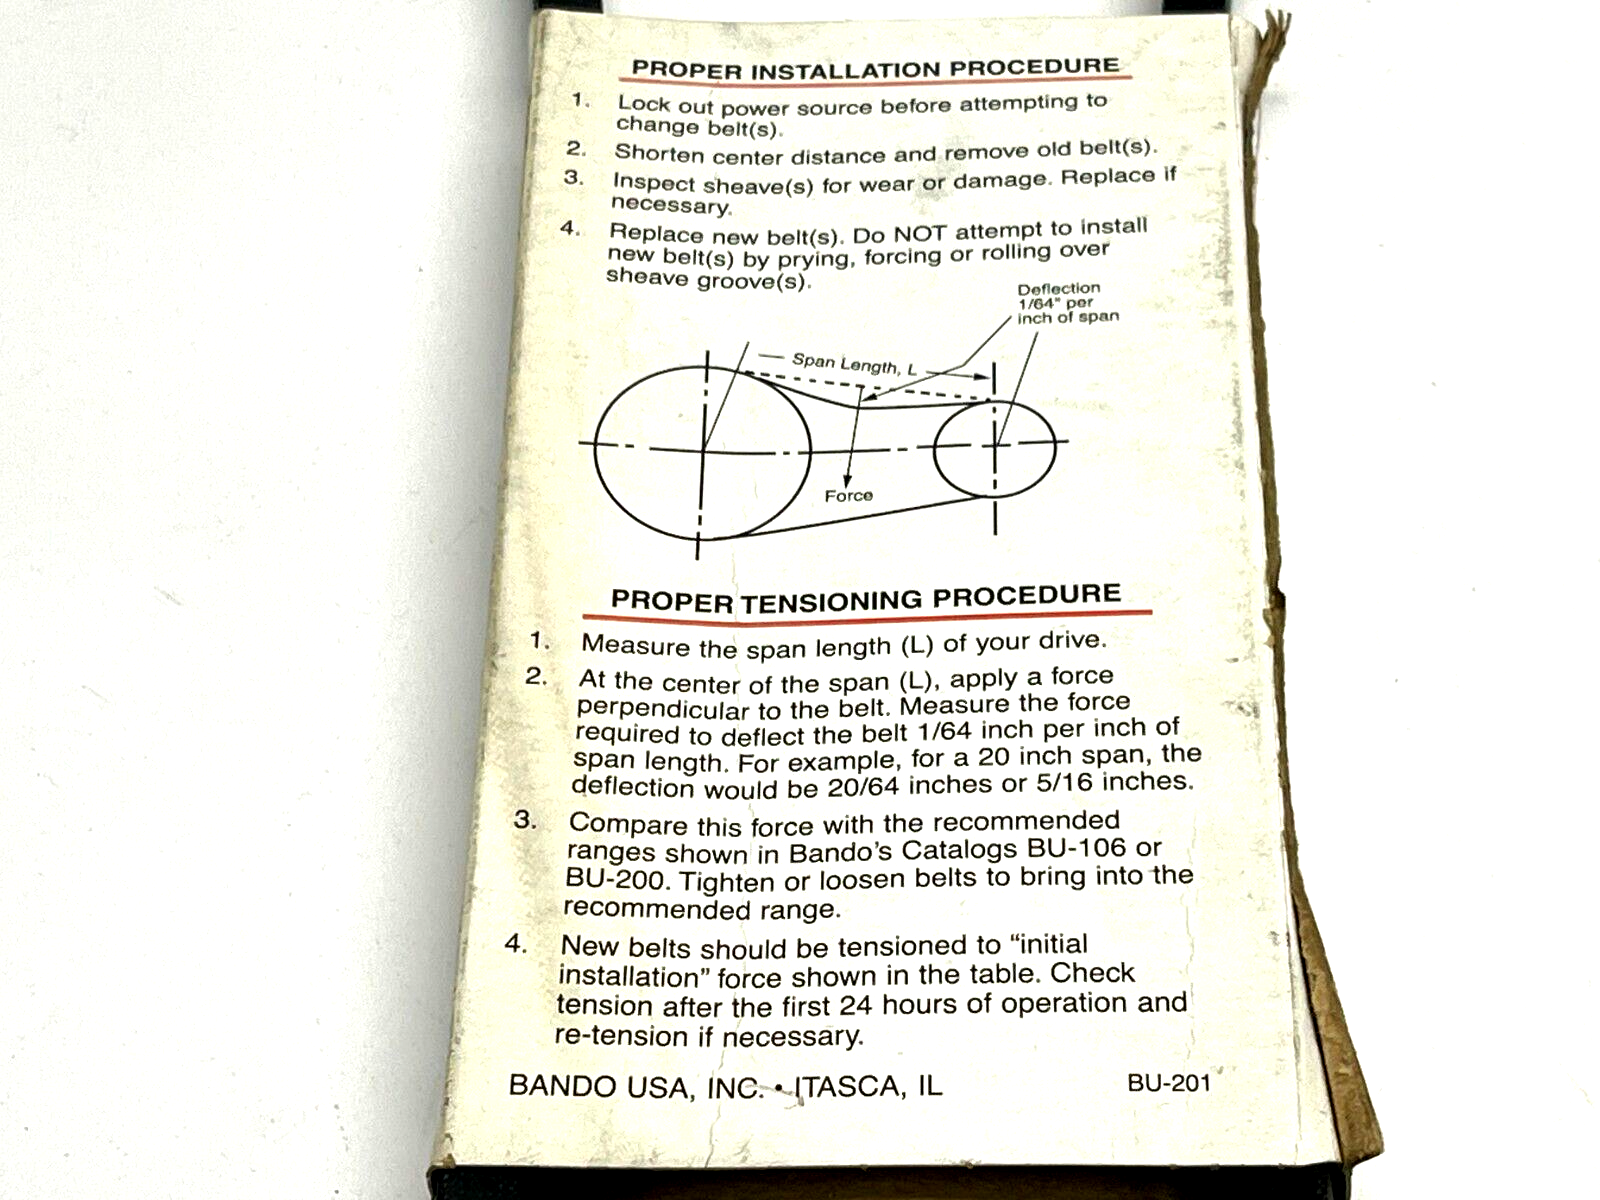 PROPER INSTALLATION PROCEDURE
1. Lock out power source before attempting to
change belt(s).
2. Shorten center distance and remove old belt(s).
3. Inspect sheave(s) for wear or damage. Replace if
necessary.
4. Replace new belt(s). Do NOT attempt to install
new belt(s) by prying, forcing or rolling over
sheave groove(s).
Deflection
1/64" per
inch of span
Span Length, L
Force
PROPER TENSIONING PROCEDURE
1. Measure the span length (L) of your drive.
2. At the center of the span (L), apply a force
perpendicular to the belt. Measure the force
required to deflect the belt 1/64 inch per inch of
span length. For example, for a 20 inch span, the
deflection would be 20/64 inches or 5/16 inches.
3. Compare this force with the recommended
ranges shown in Bando's Catalogs BU-106 or
BU-200. Tighten or loosen belts to bring into the
recommended range.
4. New belts should be tensioned to "initial
installation" force shown in the table. Check
tension after the first 24 hours of operation and
re-tension if necessary.
BANDO USA, INC. • ITASCA, IL BU-201